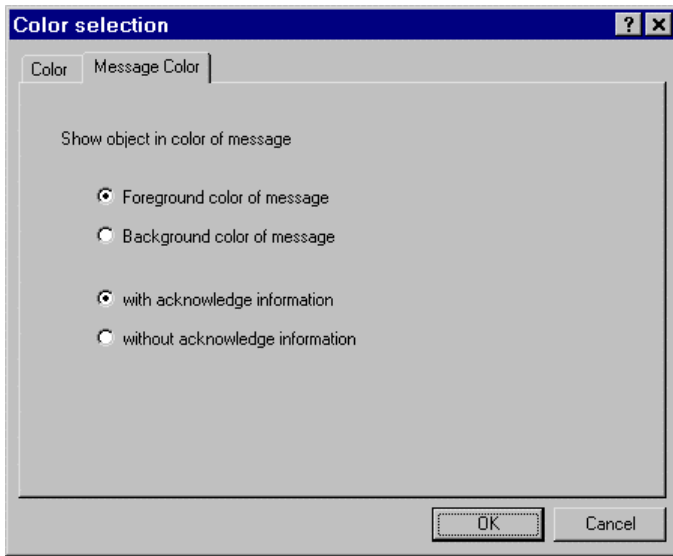 Color selection
Color
Message Color
Show object in color of message
Foreground color of message
Background color of message
with acknowledge information
without acknowledge information
OK
Cancel